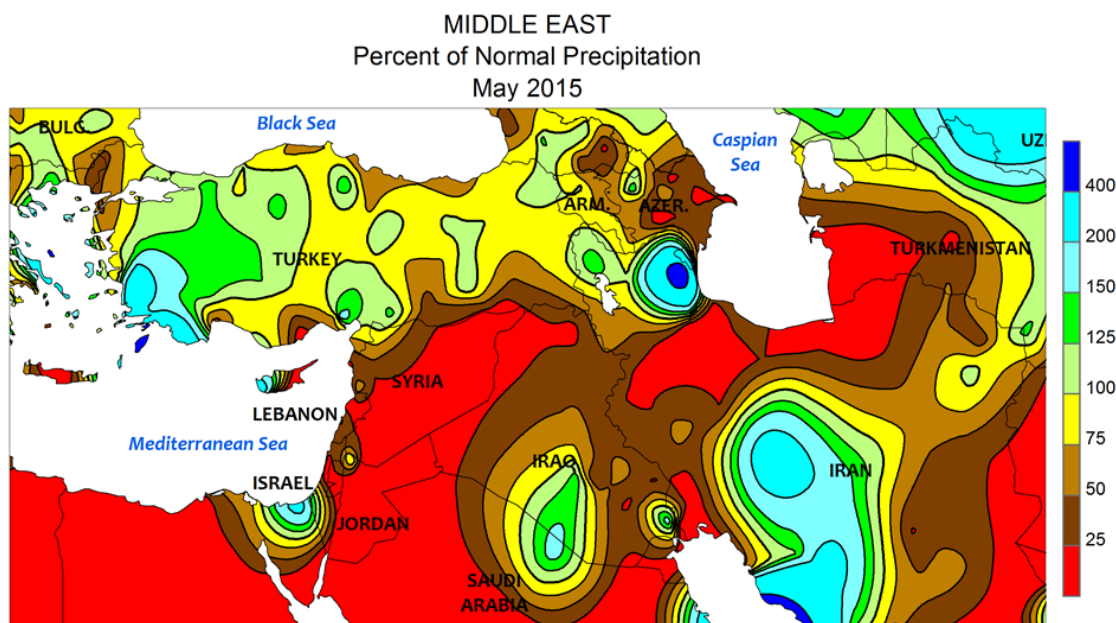 MIDDLE EAST
Percent of Normal Precipitation
May 2015
BULG.
Black Sea
Caspian
Sea
UZ
ARM.
AZER.
TURKEY
TURKMENISTAN
SYRIA
LEBANON
Mediterranean Sea
IRAQ
IRAN
ISRAEL
JORDAN
SAUDI
ARABIA
400
200
150
125
100
75
50
25